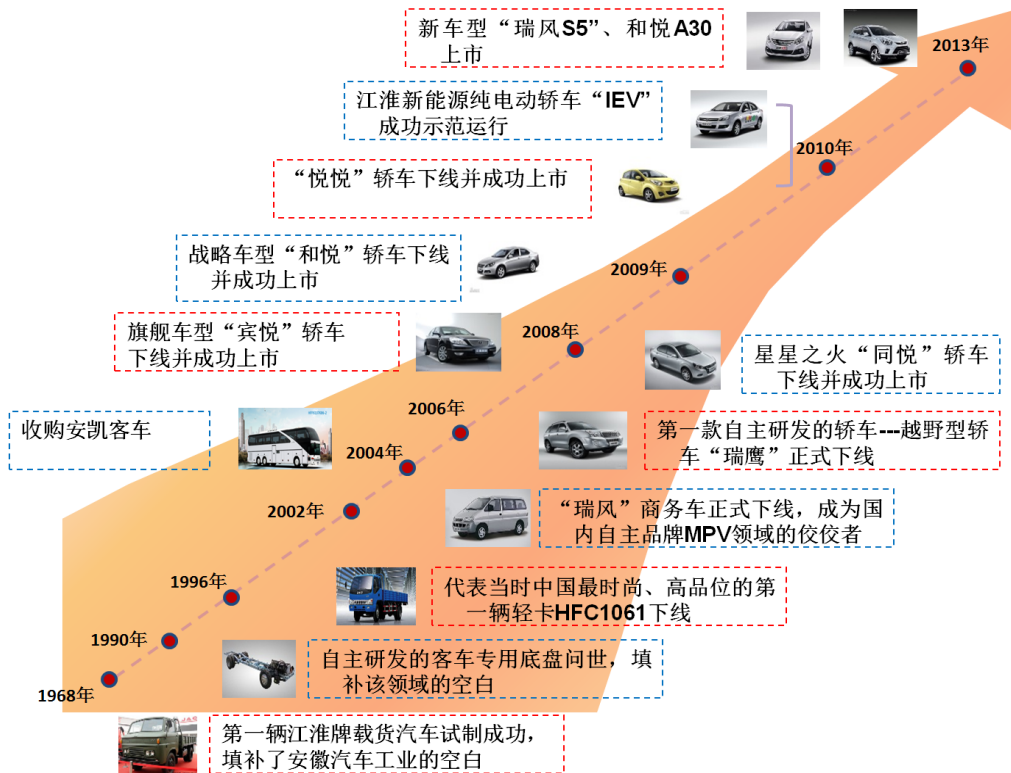 新车型“瑞风S5”、和悦A30
上市
2013年
江淮新能源纯电动轿车“IEV”
成功示范运行
2010年
“悦悦”轿车下线并成功上市
战略车型“和悦”轿车下线
并成功上市
2009年
旗舰车型“宾悦”轿车
下线并成功上市
2008年
星星之火“同悦”轿车
下线并成功上市
收购安凯客车
2006年
第一款自主研发的轿车---越野型轿
车“瑞鹰”正式下线
2004年
2002年
“瑞风”商务车正式下线，成为国
内自主品牌MPV领域的佼佼者
1996年
代表当时中国最时尚、高品位的第
一辆轻卡HFC1061下线
1990年
自主研发的客车专用底盘问世，填
补该领域的空白
1968年
第一辆江淮牌载货汽车试制成功，
填补了安徽汽车工业的空白